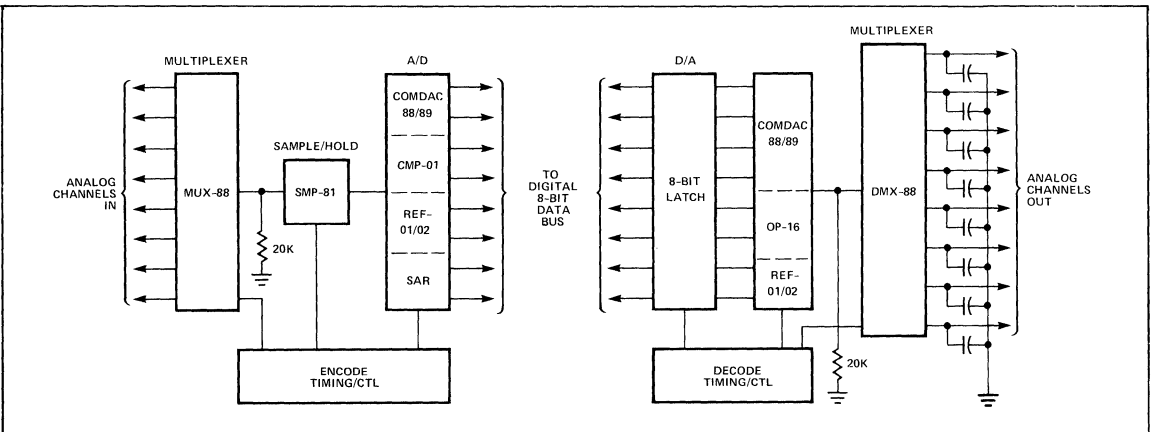 MULTIPLEXER
ANALOG
CHANNELS
IN
MUX-88
20K
SAMPLE/HOLD
SMP-81
A/D
COMDAC
88/89
CMP-01
REF-
01/02
SAR
ENCODE
TIMING/CTL
TO
DIGITAL
8-BIT
DATA
BUS
D/A
8-BIT
LATCH
COMDAC
88/89
OP-16
REF-
01/02
DECODE
TIMING/CTL
20K
MULTIPLEXER
DMX-88
ANALOG
CHANNELS
OUT